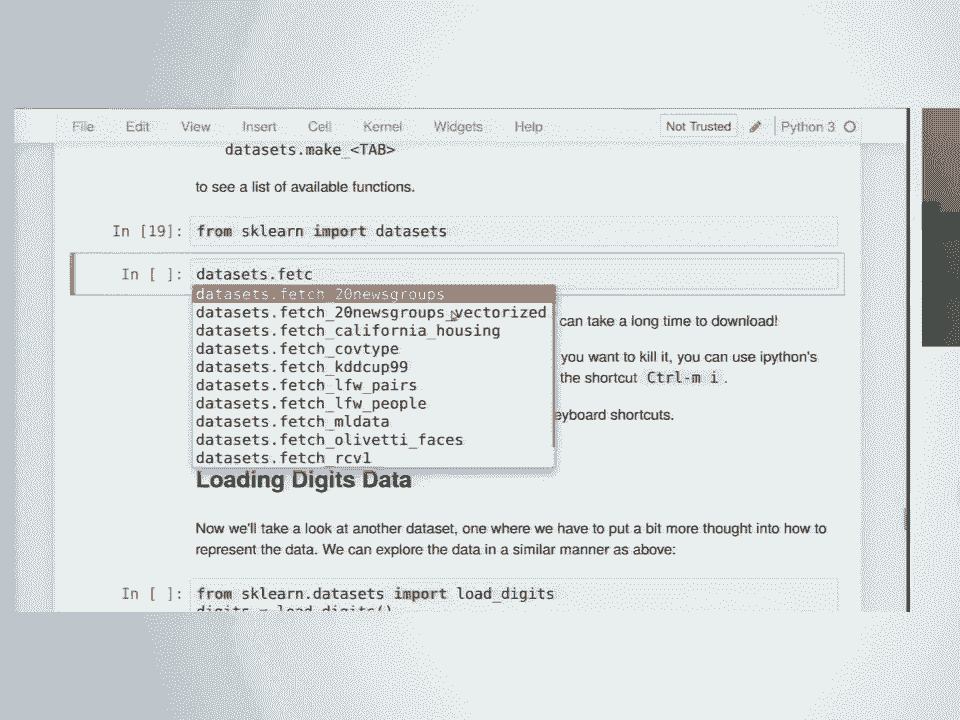 File Edit View Insert Cell Kernel Widgets Help Not Trusted Python 3
datasets.make_<TAB>
to see a list of available functions.
In [19]: from sklearn import datasets
In [ ]: datasets.fetc
datasets.fetch_20newsgroups
datasets.fetch_20newsgroups_vectorized
can take a long time to download!
datasets.fetch_california_housing
datasets.fetch_covtype
you want to kill it, you can use ipython's
datasets.fetch_kddcup99
the shortcut Ctrl-m i .
datasets.fetch_lfw_pairs
datasets.fetch_lfw_people
eyboard shortcuts.
datasets.fetch_mldata
datasets.fetch_olivetti_faces
datasets.fetch_rcv1
Loading Digits Data
Now we'll take a look at another dataset, one where we have to put a bit more thought into how to
represent the data. We can explore the data in a similar manner as above:
In [ ]: from sklearn.datasets import load_digits
digits = load_digits()